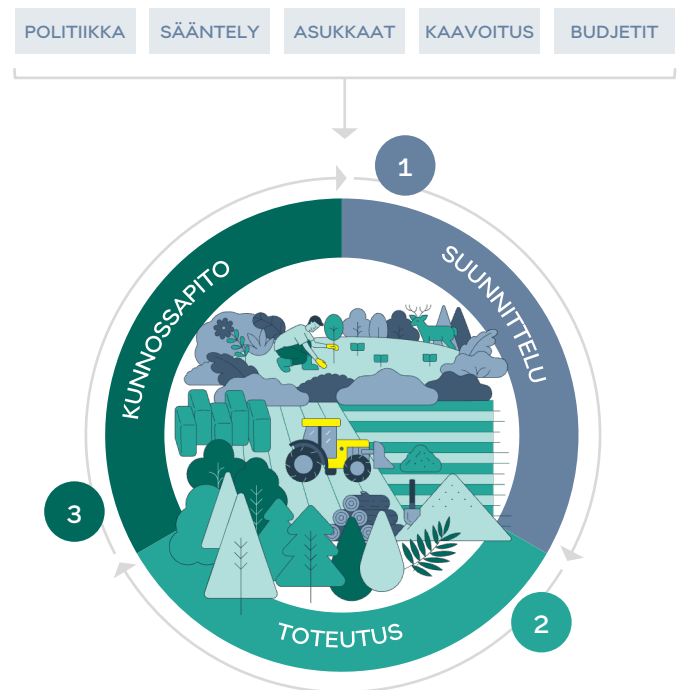 POLITIIKKA
SÄÄNTELY
ASUKKAAT
KAAVOITUS
BUDJETIT
1
SUUNNITTELU
KUNNOSSAPITO
3
2
TOTEUTUS